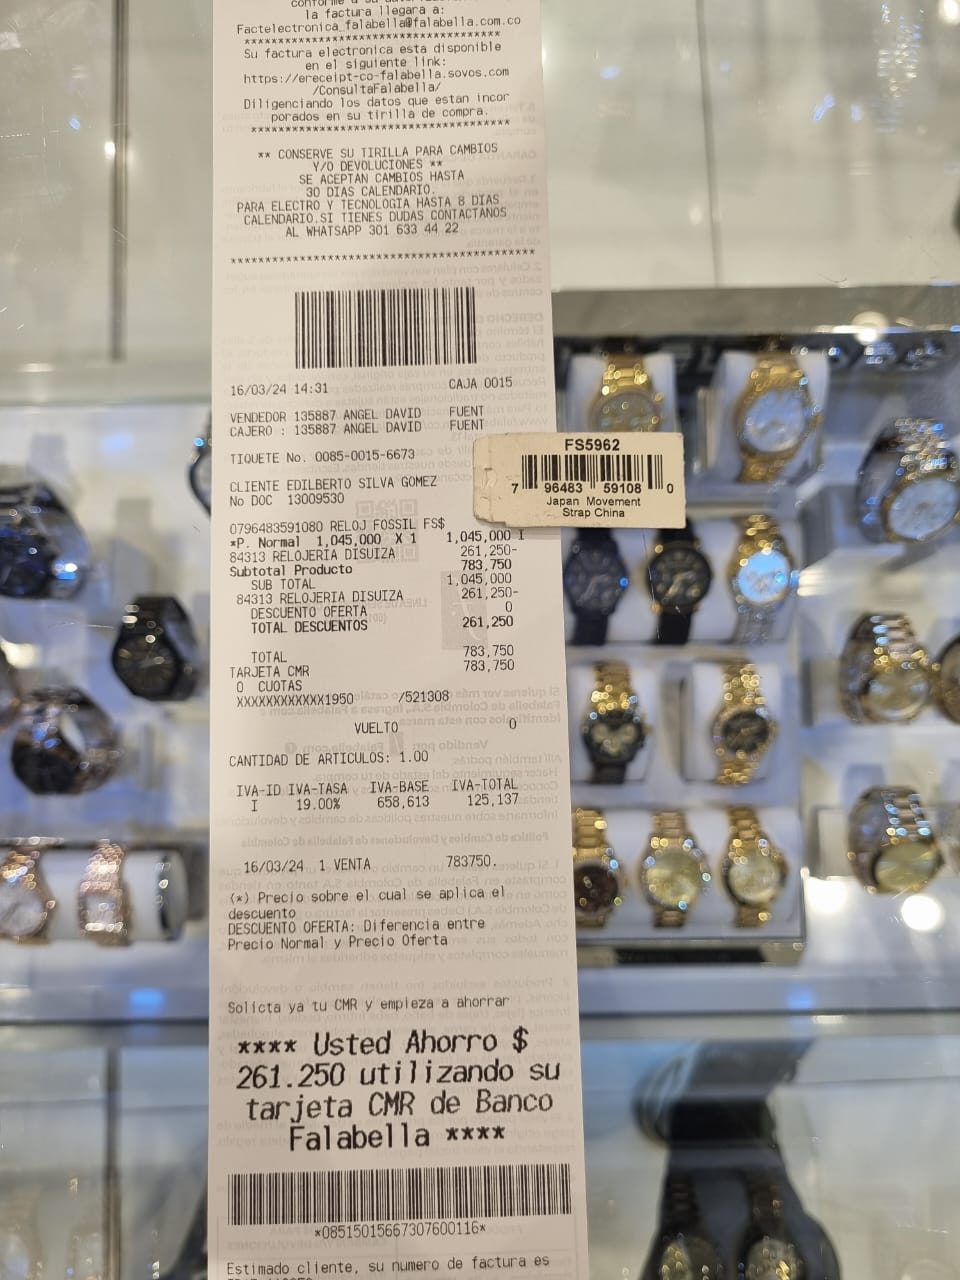 la factura llegara a:
Factelectronica_falabella@falabella.com.co
****************************************
Su factura electronica esta disponible
en el siguiente link:
https://ereceipt-co-falabella.sovos.com
/ConsultaFalabella/
Diligenciando los datos que estan incor
porados en su tirilla de compra.
****************************************
** CONSERVE SU TIRILLA PARA CAMBIOS
Y/O DEVOLUCIONES **
SE ACEPTAN CAMBIOS HASTA
30 DIAS CALENDARIO.
PARA ELECTRO Y TECNOLOGIA HASTA 8 DIAS
CALENDARIO.SI TIENES DUDAS CONTACTANOS
AL WHATSAPP 301 633 44 22
****************************************
16/03/24 14:31 CAJA 0015
VENDEDOR 135887 ANGEL DAVID FUENT
CAJERO : 135887 ANGEL DAVID FUENT
TIQUETE No. 0085-0015-6673
CLIENTE EDILBERTO SILVA GOMEZ
No DOC 13009530
0796483591080 RELOJ FOSSIL FS$
*P. Normal 1,045,000 X 1 1,045,000 I
84313 RELOJERIA DISUIZA 261,250-
Subtotal Producto 783,750
SUB TOTAL 1,045,000
84313 RELOJERIA DISUIZA 261,250-
DESCUENTO OFERTA 0
TOTAL DESCUENTOS 261,250
TOTAL 783,750
TARJETA CMR 783,750
0 CUOTAS
XXXXXXXXXXXX1950 /521308
VUELTO 0
CANTIDAD DE ARTICULOS: 1.00
IVA-ID IVA-TASA IVA-BASE IVA-TOTAL
I 19.00% 658,613 125,137
16/03/24 1 VENTA 783750.
(*) Precio sobre el cual se aplica el
descuento
DESCUENTO OFERTA: Diferencia entre
Precio Normal y Precio Oferta
Solicta ya tu CMR y empieza a ahorrar
**** Usted Ahorro $
261.250 utilizando su
tarjeta CMR de Banco
Falabella ****
*08515015667307600116*
Estimado cliente, su numero de factura es
FS5962
7 96483 59108 0
Japan Movement
Strap China